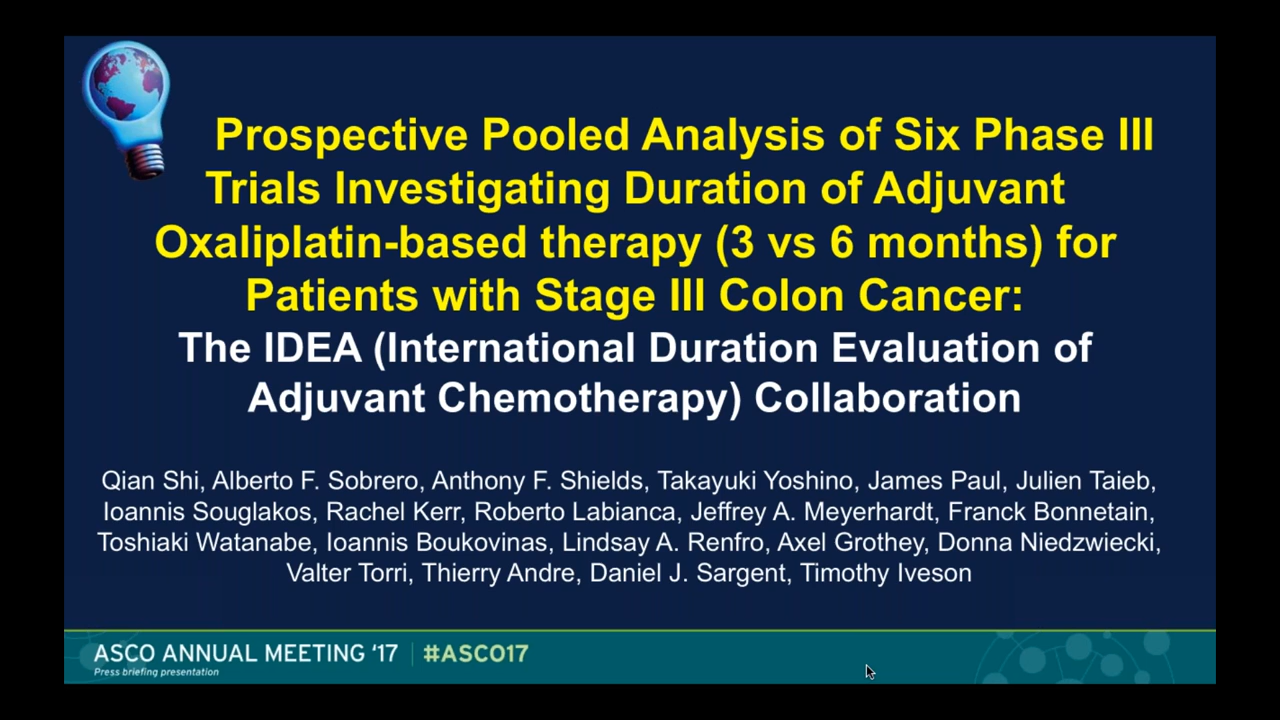 Prospective Pooled Analysis of Six Phase III
Trials Investigating Duration of Adjuvant
Oxaliplatin-based therapy (3 vs 6 months) for
Patients with Stage III Colon Cancer:
The IDEA (International Duration Evaluation of
Adjuvant Chemotherapy) Collaboration
Qian Shi, Alberto F. Sobrero, Anthony F. Shields, Takayuki Yoshino, James Paul, Julien Taieb,
Ioannis Souglakos, Rachel Kerr, Roberto Labianca, Jeffrey A. Meyerhardt, Franck Bonnetain,
Toshiaki Watanabe, Ioannis Boukovinas, Lindsay A. Renfro, Axel Grothey, Donna Niedzwiecki,
Valter Torri, Thierry Andre, Daniel J. Sargent, Timothy Iveson
ASCO ANNUAL MEETING ‘17 | #ASCO17
Press briefing presentation